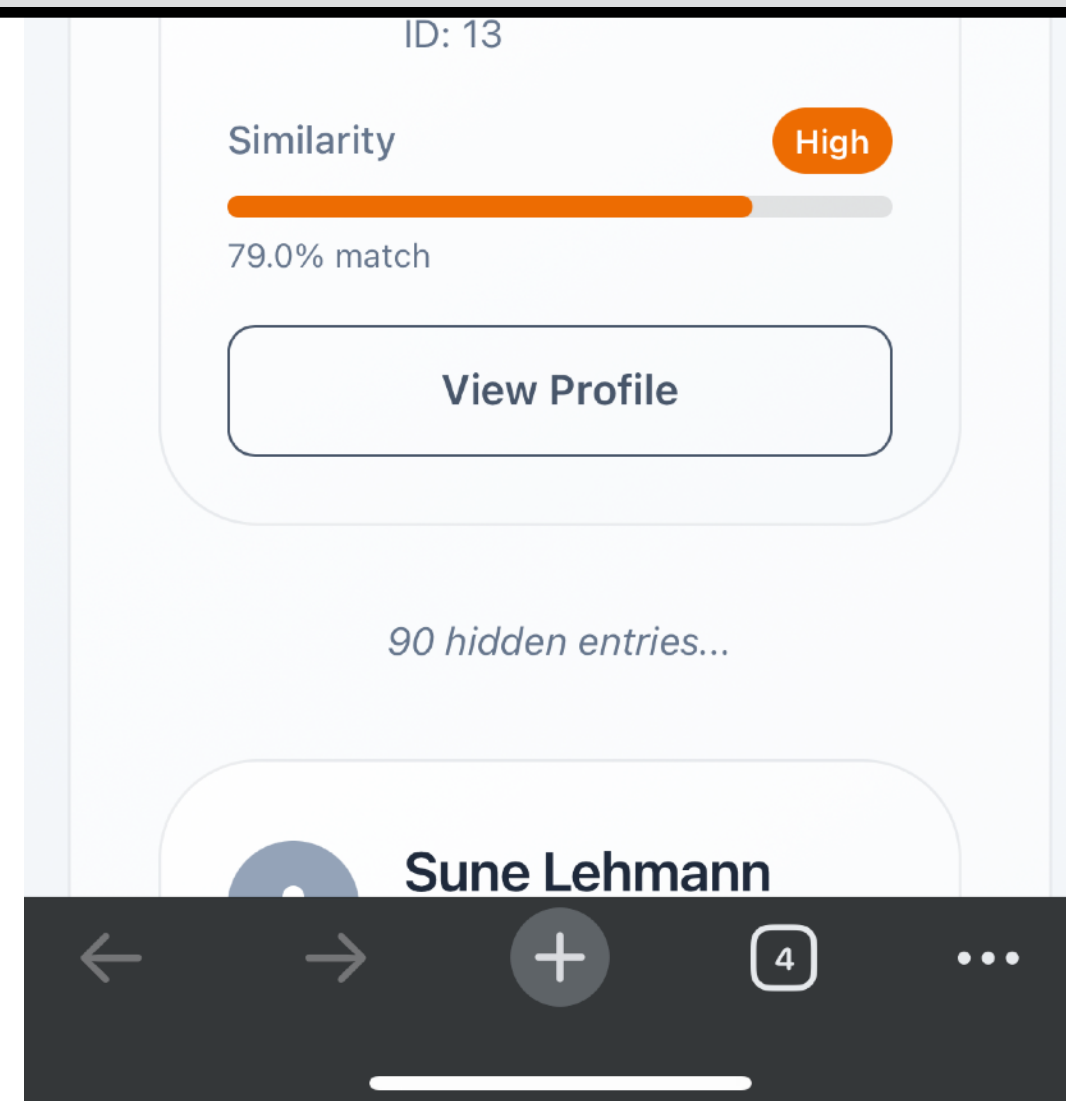 ID: 13
Similarity
High
79.0% match
View Profile
90 hidden entries...
Sune Lehmann
4